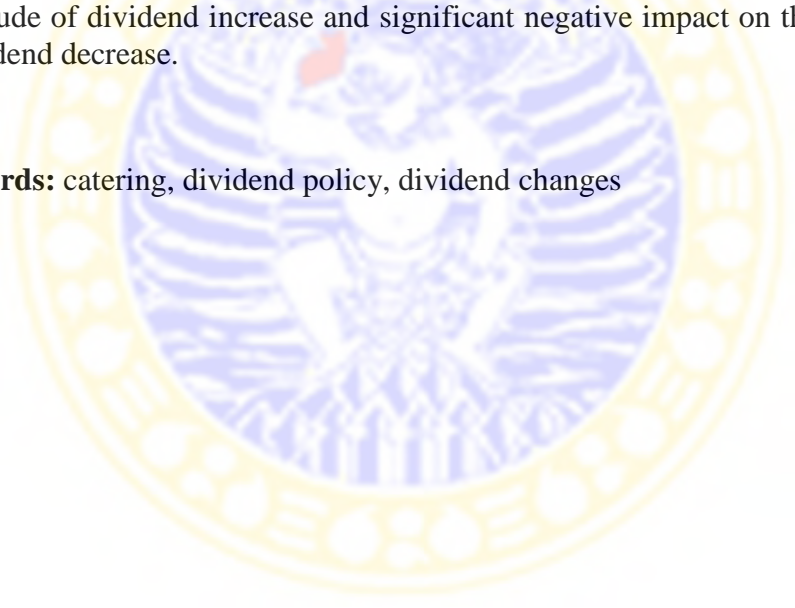 ude of dividend increase and significant negative impact on th
dend decrease.
rds: catering, dividend policy, dividend changes